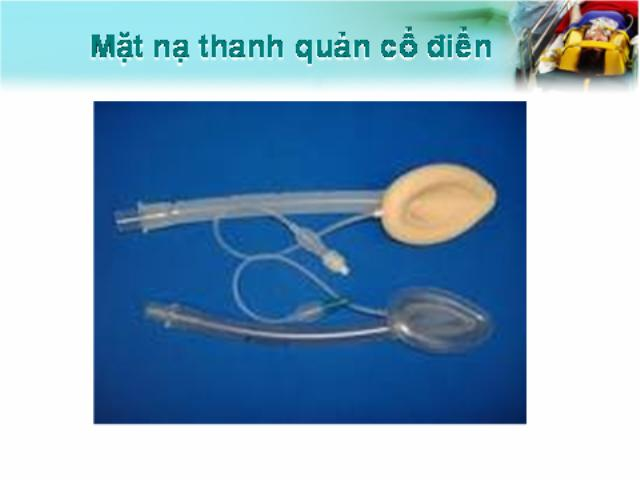 Mặt nạ thanh quản cổ điển